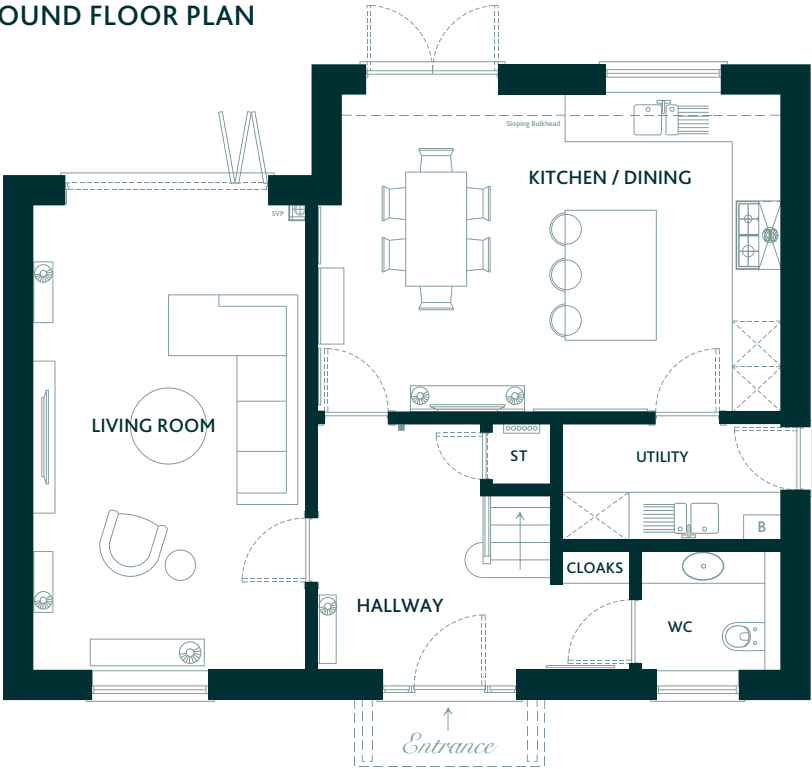 OUND FLOOR PLAN
Sloping Bulkhead
KITCHEN / DINING
SVP
LIVING ROOM
ST
UTILITY
B
CLOAKS
HALLWAY
WC
Entrance